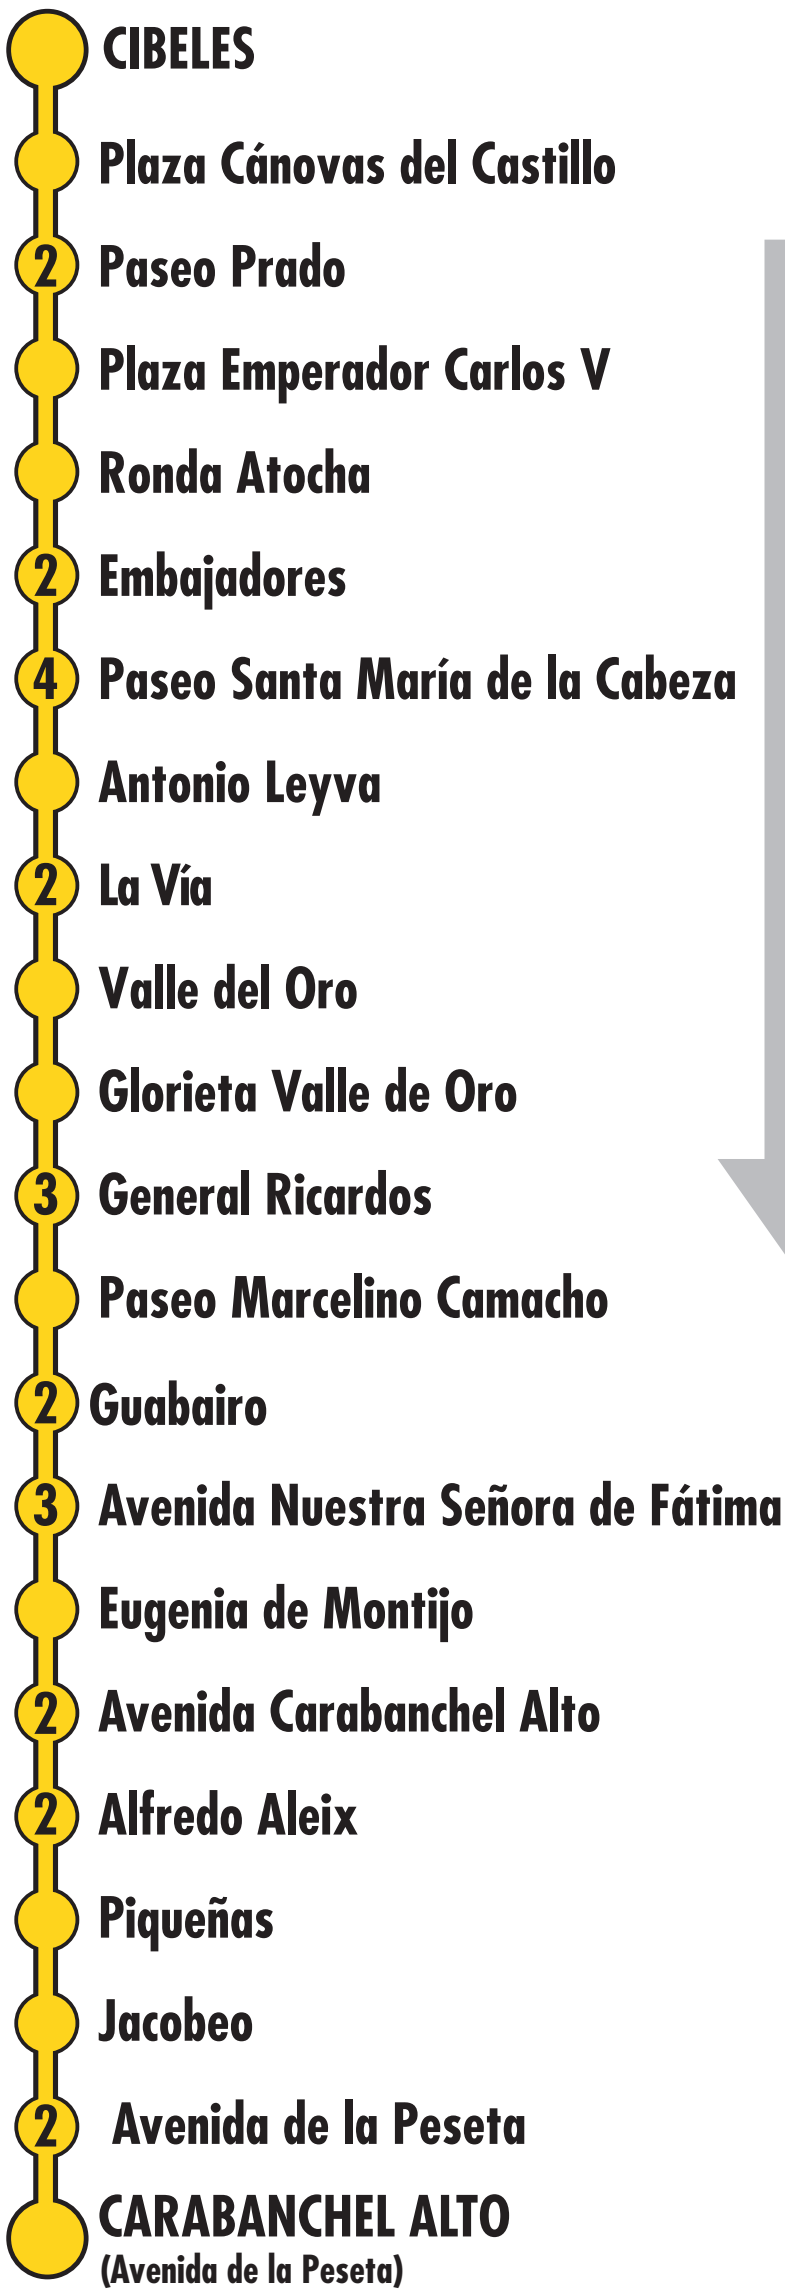 CIBELES
Plaza Cánovas del Castillo
2 Paseo Prado
Plaza Emperador Carlos V
Ronda Atocha
2 Embajadores
4 Paseo Santa María de la Cabeza
Antonio Leyva
2 La Vía
Valle del Oro
Glorieta Valle de Oro
3 General Ricardos
Paseo Marcelino Camacho
2 Guabairo
3 Avenida Nuestra Señora de Fátima
Eugenia de Montijo
2 Avenida Carabanchel Alto
2 Alfredo Aleix
Piqueñas
Jacobeo
2 Avenida de la Peseta
CARABANCHEL ALTO
(Avenida de la Peseta)